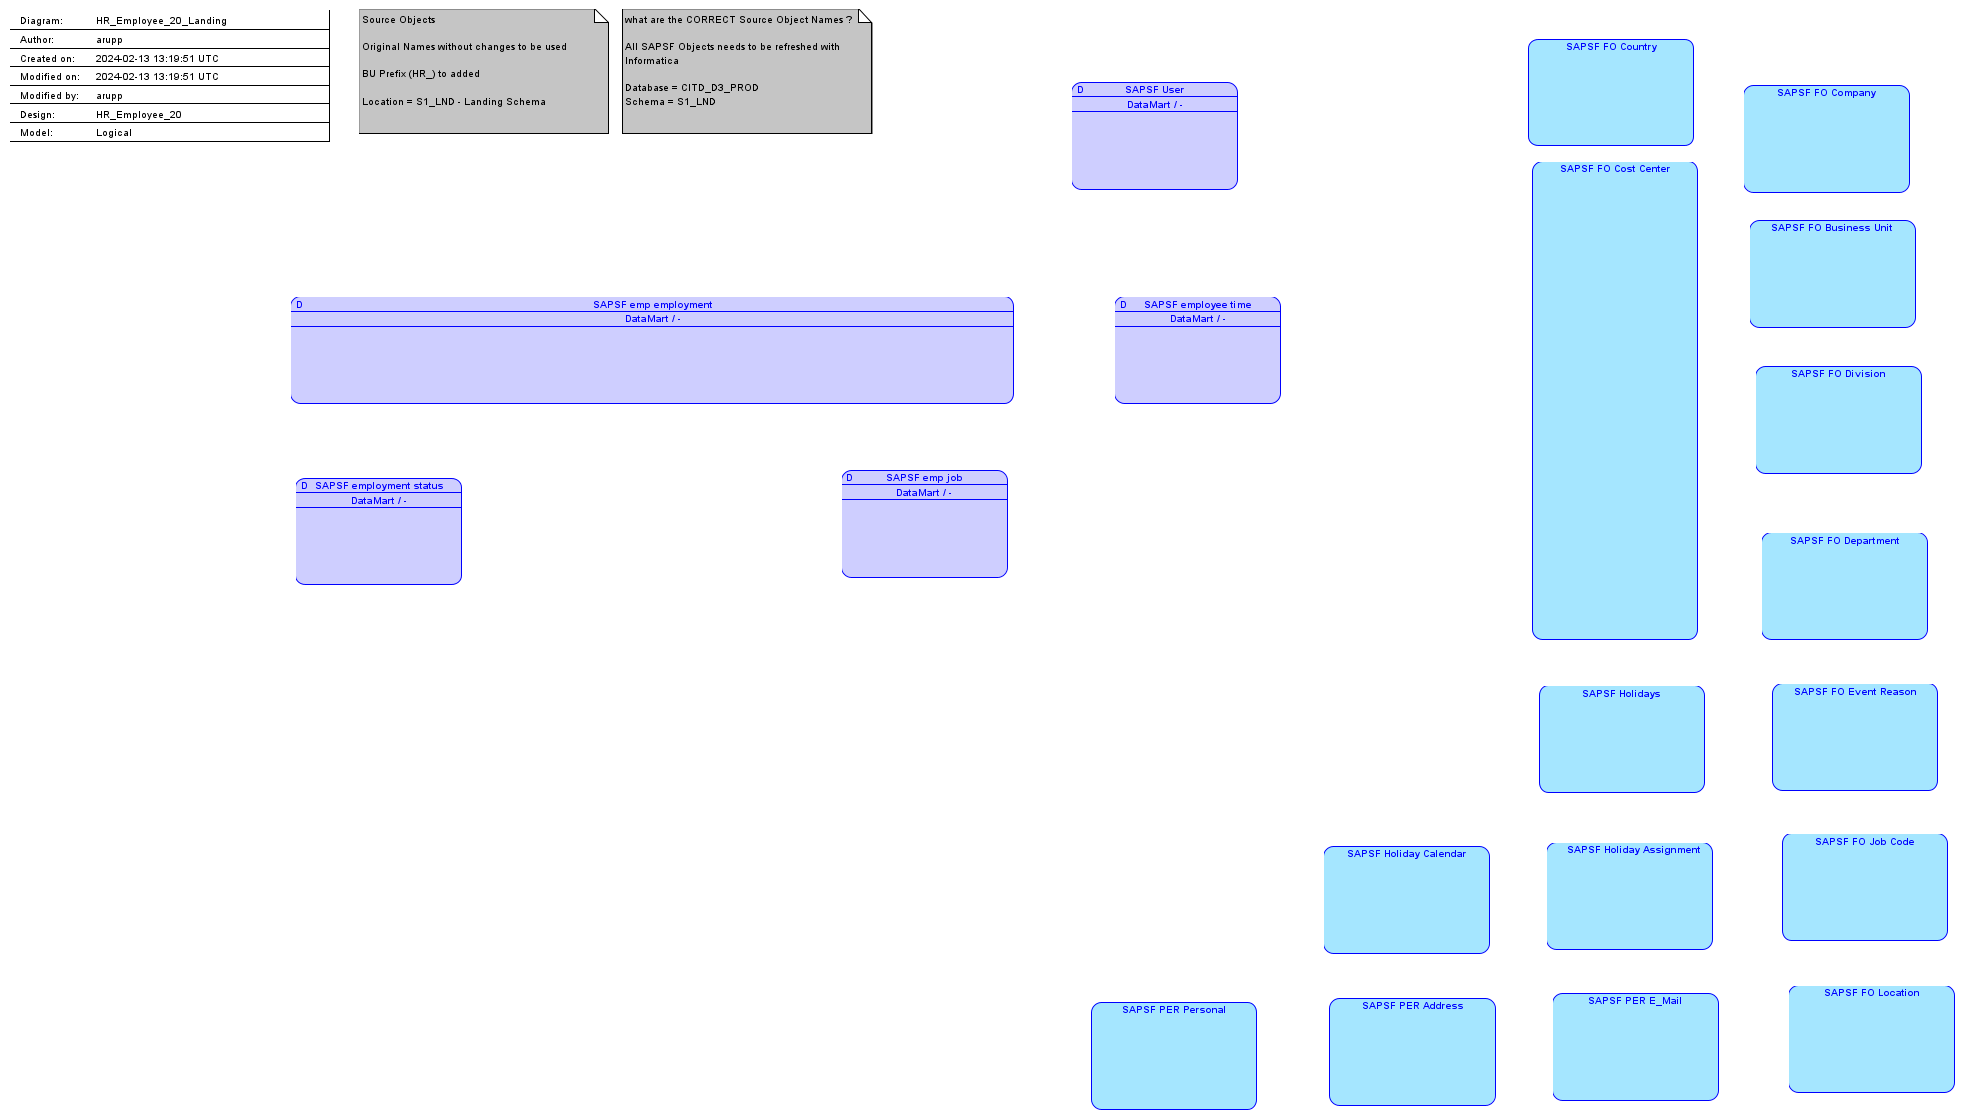 Diagram: HR_Employee_20_Landing
Author: arupp
Created on: 2024-02-13 13:19:51 UTC
Modified on: 2024-02-13 13:19:51 UTC
Modified by: arupp
Design: HR_Employee_20
Model: Logical
Source Objects
Original Names without changes to be used
BU Prefix (HR_) to added
Location = S1_LND - Landing Schema
what are the CORRECT Source Object Names ?
All SAPSF Objects needs to be refreshed with
Informatica
Database = CITD_D3_PROD
Schema = S1_LND
D SAPSF User
DataMart / -
SAPSF FO Country
SAPSF FO Company
SAPSF FO Cost Center
SAPSF FO Business Unit
D SAPSF emp employment
DataMart / -
D SAPSF employee time
DataMart / -
SAPSF FO Division
D SAPSF employment status
DataMart / -
D SAPSF emp job
DataMart / -
SAPSF FO Department
SAPSF Holidays
SAPSF FO Event Reason
SAPSF Holiday Calendar
SAPSF Holiday Assignment
SAPSF FO Job Code
SAPSF PER Personal
SAPSF PER Address
SAPSF PER E_Mail
SAPSF FO Location